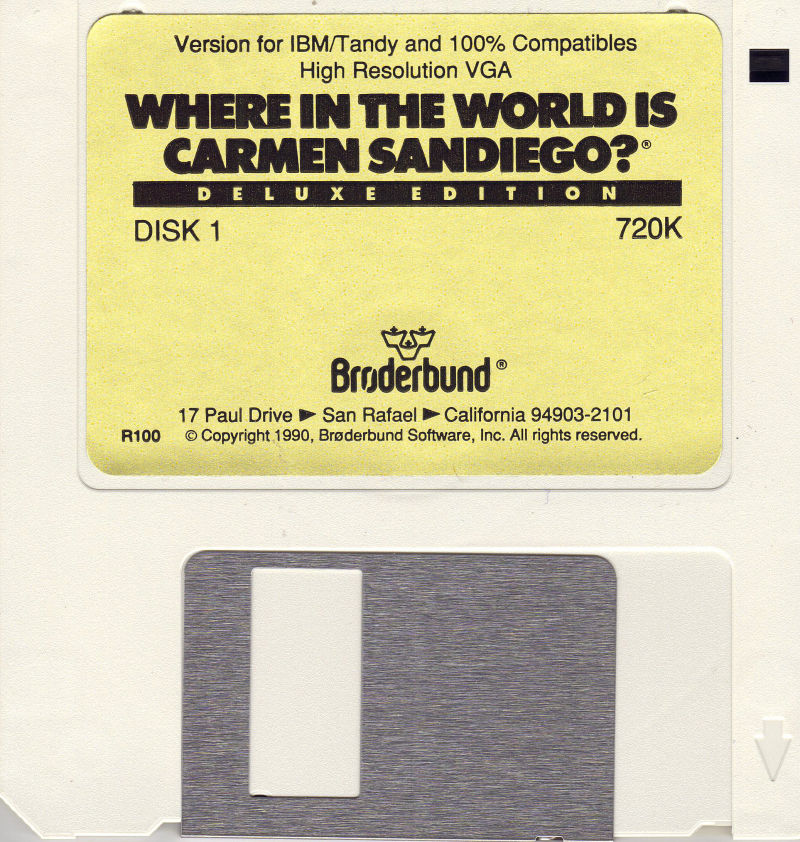 Version for IBM/Tandy and 100% Compatibles
High Resolution VGA
WHERE IN THE WORLD IS
CARMEN SANDIEGO?®
DELUXE EDITION
DISK 1 720K
Brøderbund®
17 Paul Drive ► San Rafael ► California 94903-2101
R100 © Copyright 1990, Brøderbund Software, Inc. All rights reserved.